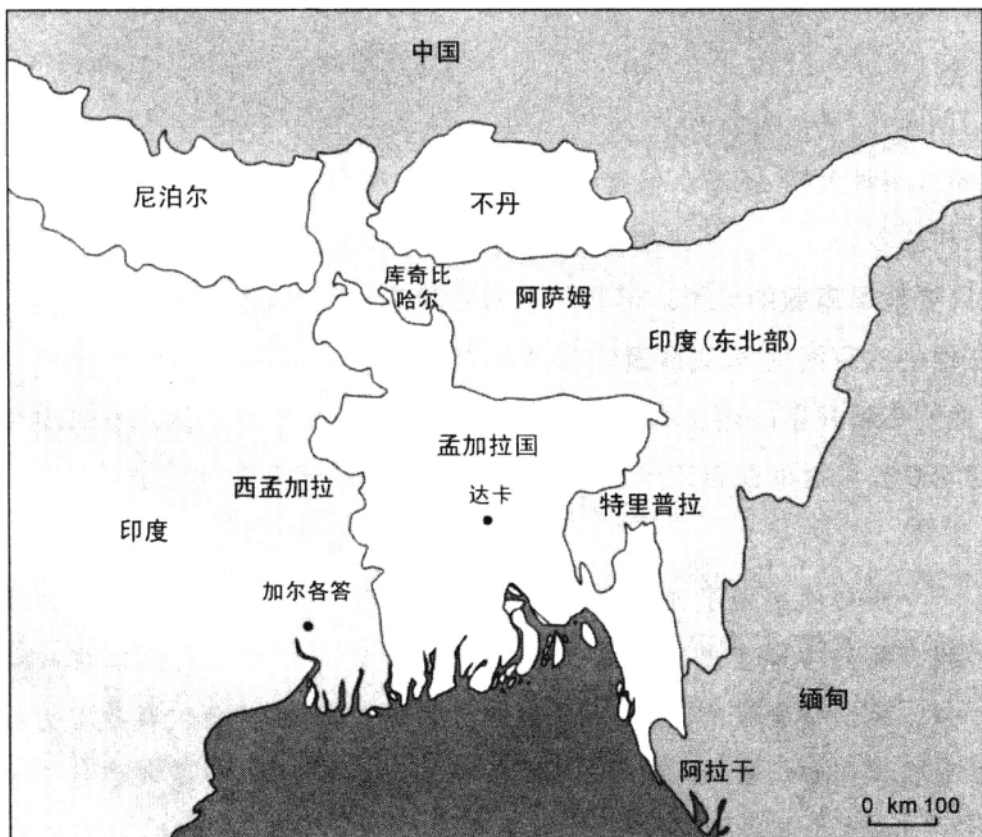 中国
尼泊尔
不丹
库奇比
哈尔
阿萨姆
印度(东北部)
孟加拉国
西孟加拉
达卡
特里普拉
印度
加尔各答
缅甸
阿拉干
0 km 100